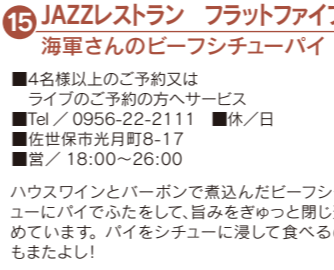 15 JAZZレストラン フラットファイブ
海軍さんのビーフシチューパイ
■4名様以上のご予約又は
ライブのご予約の方へサービス
■Tel／0956-22-2111 ■休／日
■佐世保市光月町8-17
■営／18:00〜26:00
ハウスワインとバーボンで煮込んだビーフシ
ューにパイでふたをして、旨みをぎゅっと閉じ
めています。パイをシチューに浸して食べる
もまたよし!